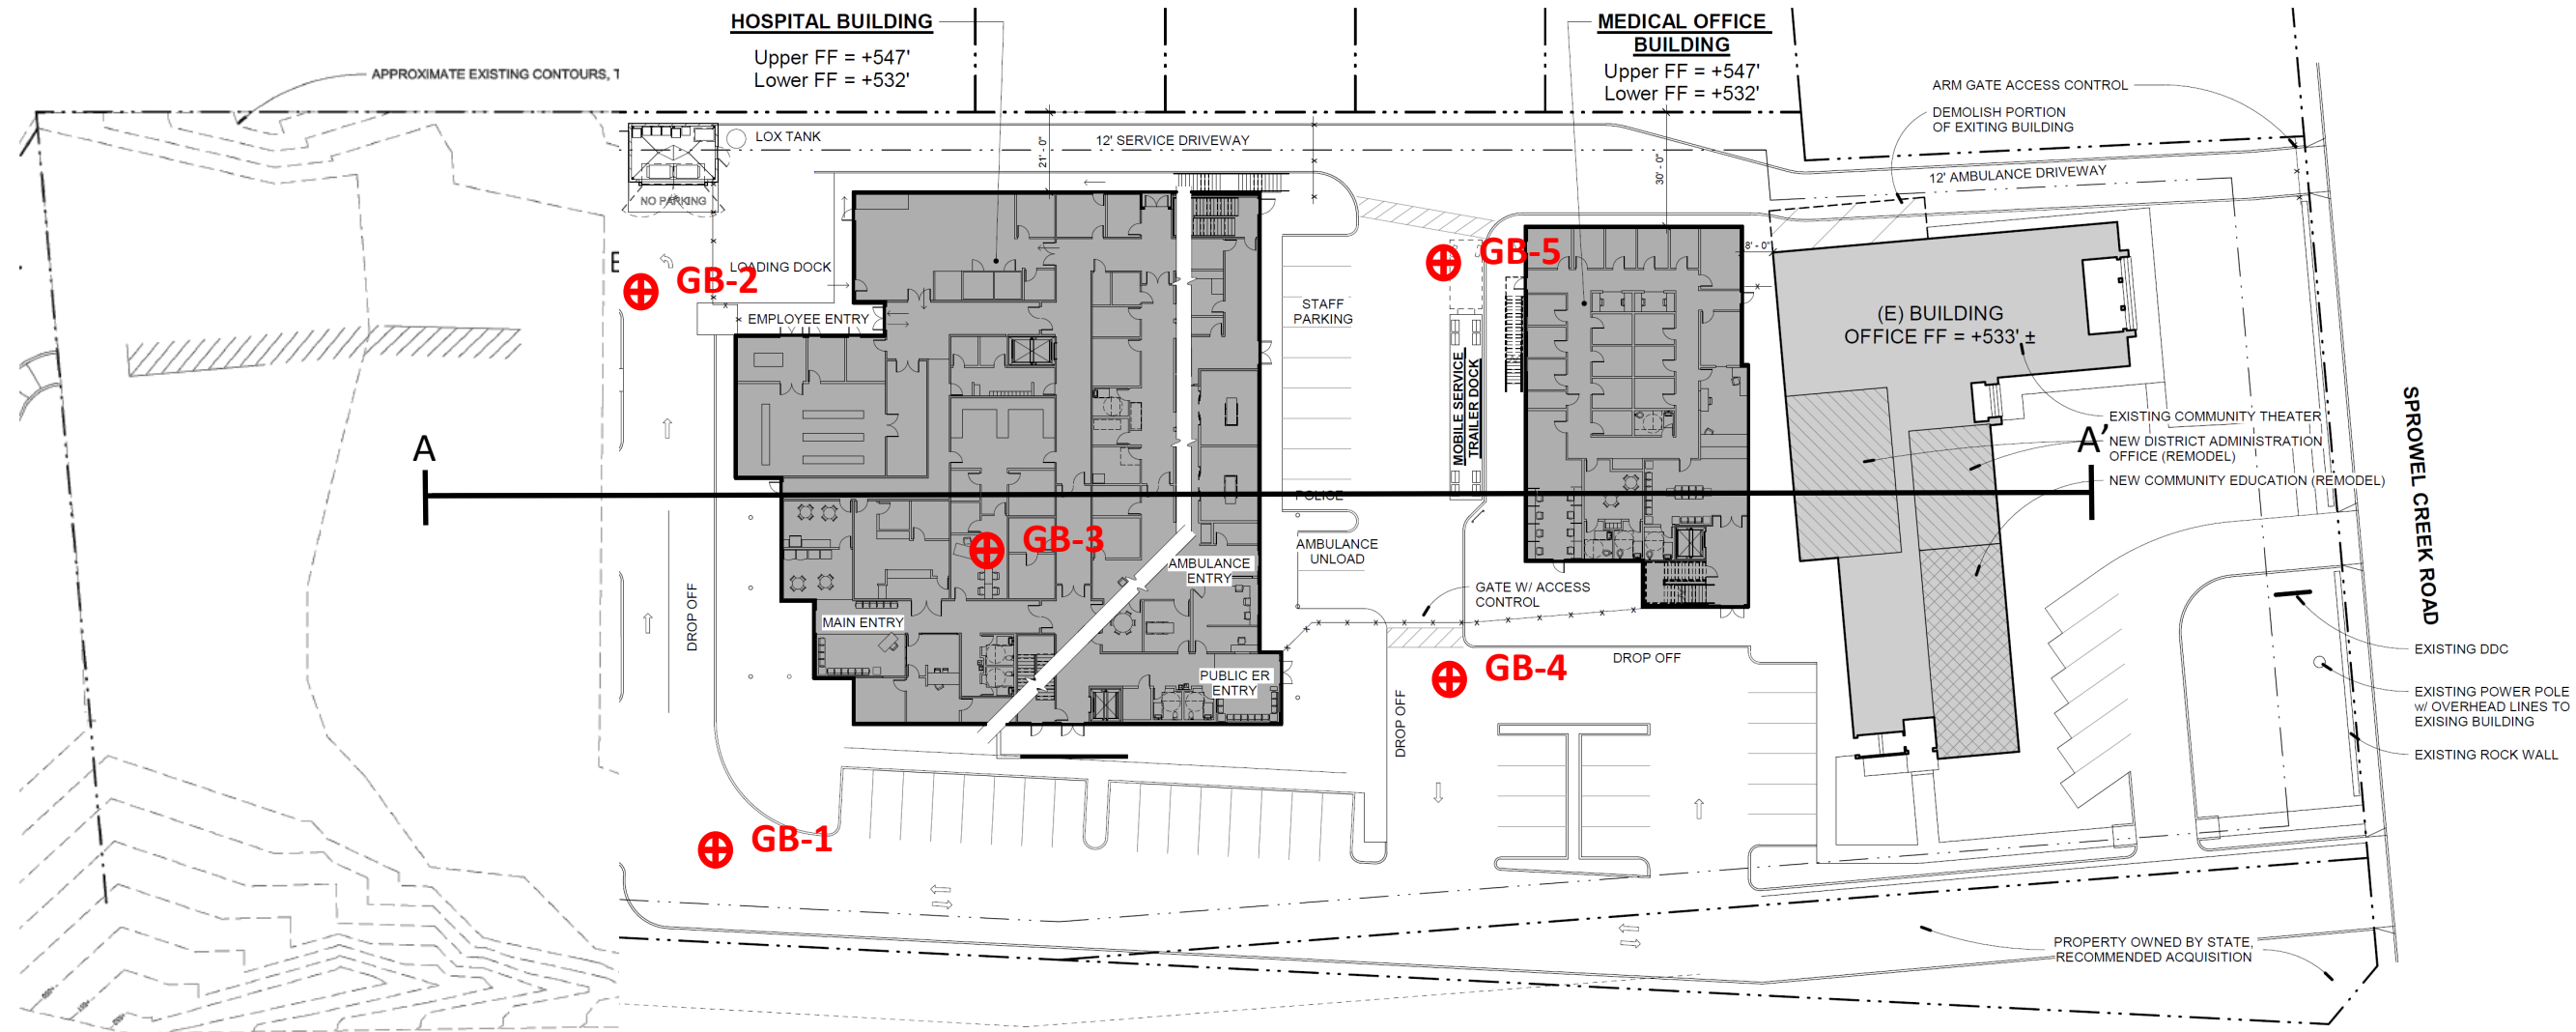 HOSPITAL BUILDING
Upper FF = +547'
Lower FF = +532'
MEDICAL OFFICE
BUILDING
Upper FF = +547'
Lower FF = +532'
APPROXIMATE EXISTING CONTOURS, T
ARM GATE ACCESS CONTROL
DEMOLISH PORTION
OF EXITING BUILDING
LOX TANK
12' SERVICE DRIVEWAY
21' - 0"
30' - 0"
12' AMBULANCE DRIVEWAY
NO PARKING
8' - 0"
GB-2
LOADING DOCK
GB-5
EMPLOYEE ENTRY
STAFF
PARKING
(E) BUILDING
OFFICE FF = +533' ±
MOBILE SERVICE
TRAILER DOCK
SPROWEL CREEK ROAD
EXISTING COMMUNITY THEATER
A
A'
NEW DISTRICT ADMINISTRATION
OFFICE (REMODEL)
NEW COMMUNITY EDUCATION (REMODEL)
POLICE
GB-3
AMBULANCE
UNLOAD
AMBULANCE
ENTRY
GATE W/ ACCESS
CONTROL
DROP OFF
MAIN ENTRY
GB-4
DROP OFF
PUBLIC ER
ENTRY
DROP OFF
EXISTING DDC
EXISTING POWER POLE
w/ OVERHEAD LINES TO
EXISING BUILDING
EXISTING ROCK WALL
GB-1
PROPERTY OWNED BY STATE,
RECOMMENDED ACQUISITION